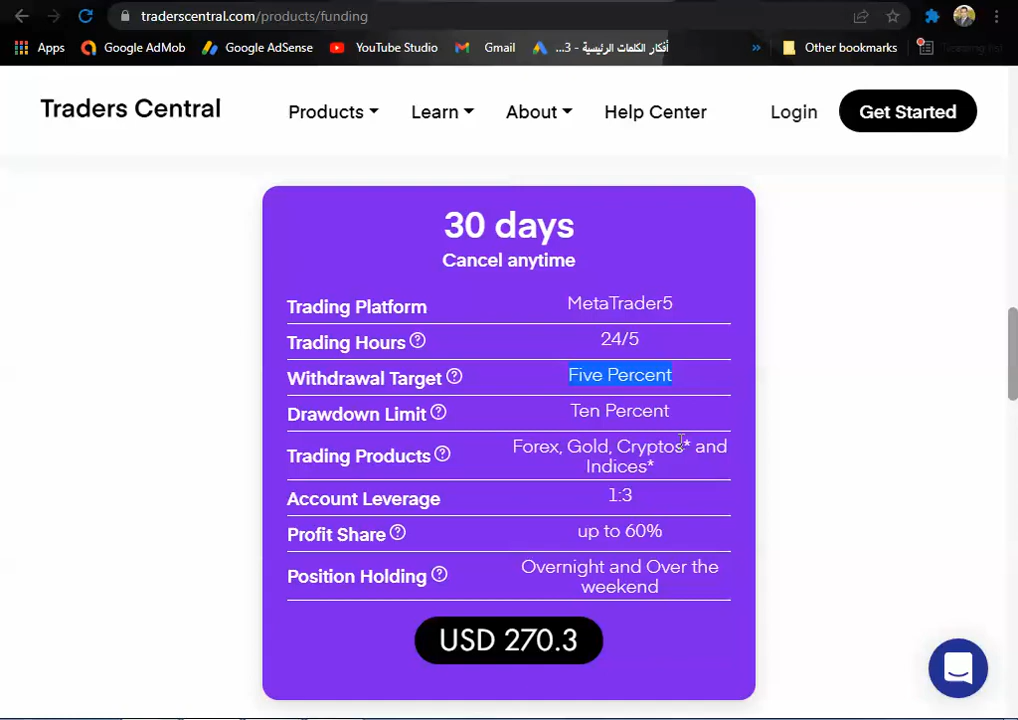 traderscentral.com/products/funding
Apps Google AdMob Google AdSense YouTube Studio Gmail أفكار الكلمات الرئيسية - 3... » Other bookmarks
Traders Central Products Learn About Help Center Login Get Started
30 days
Cancel anytime
Trading Platform MetaTrader5
Trading Hours 24/5
Withdrawal Target Five Percent
Drawdown Limit Ten Percent
Trading Products Forex, Gold, Cryptos* and
Indices*
Account Leverage 1:3
Profit Share up to 60%
Position Holding Overnight and Over the
weekend
USD 270.3